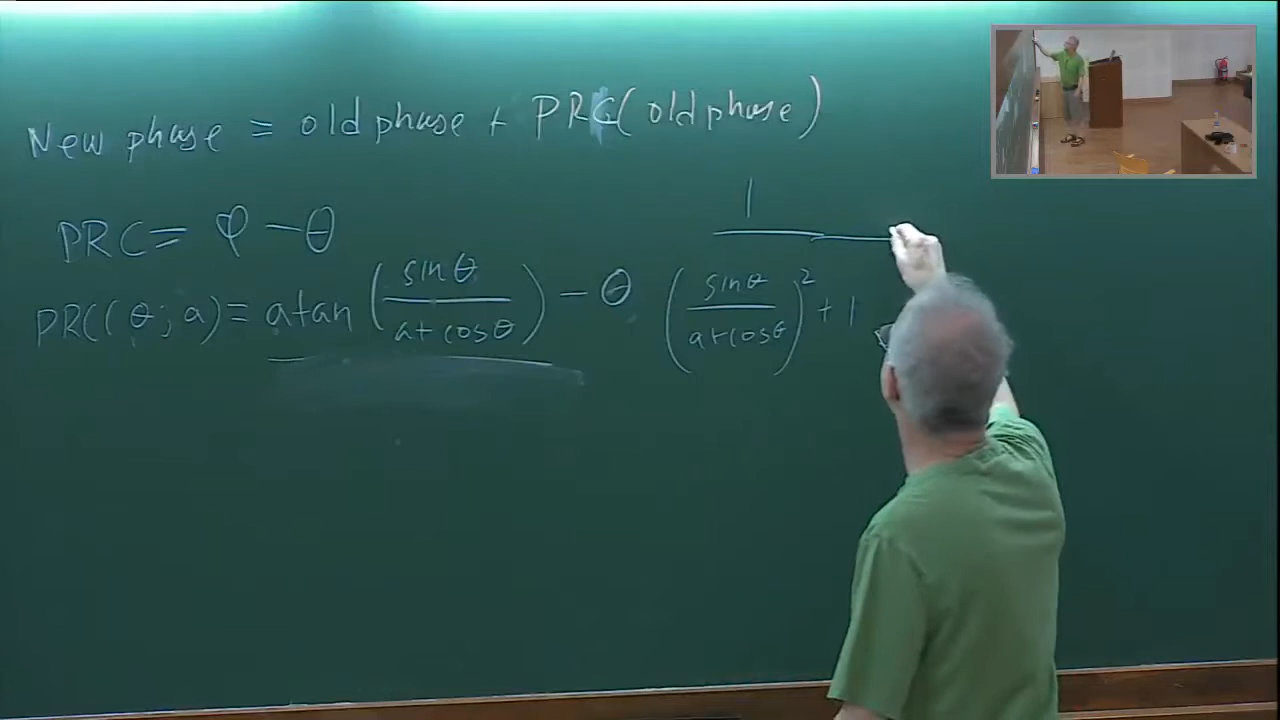 New phase = old phase + PRC(old phase)
PRC = φ - θ
PRC(θ; a) = atan (sinθ / a + cosθ) - θ
1 / (sinθ / a + cosθ)² + 1